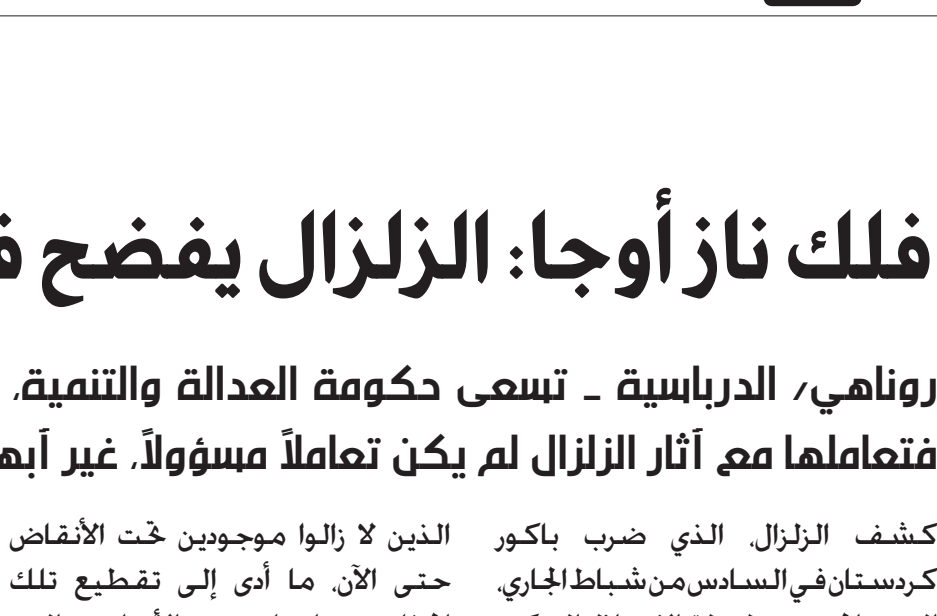 فلك ناز أوجا: الزلزال يفضح
روناهي/ الدرباسية ـ تسعى حكومة العدالة والتنمية،
فتعاملها مع آثار الزلزال لم يكن تعاملاً مسؤولاً، غير
كشف الزلزال، الذي ضرب باكور
كردستان في السادس من شباط الجاري،
الذين لا زالوا موجودين تحت الأنقاض
حتى الآن، ما أدى إلى تقطيع تلك